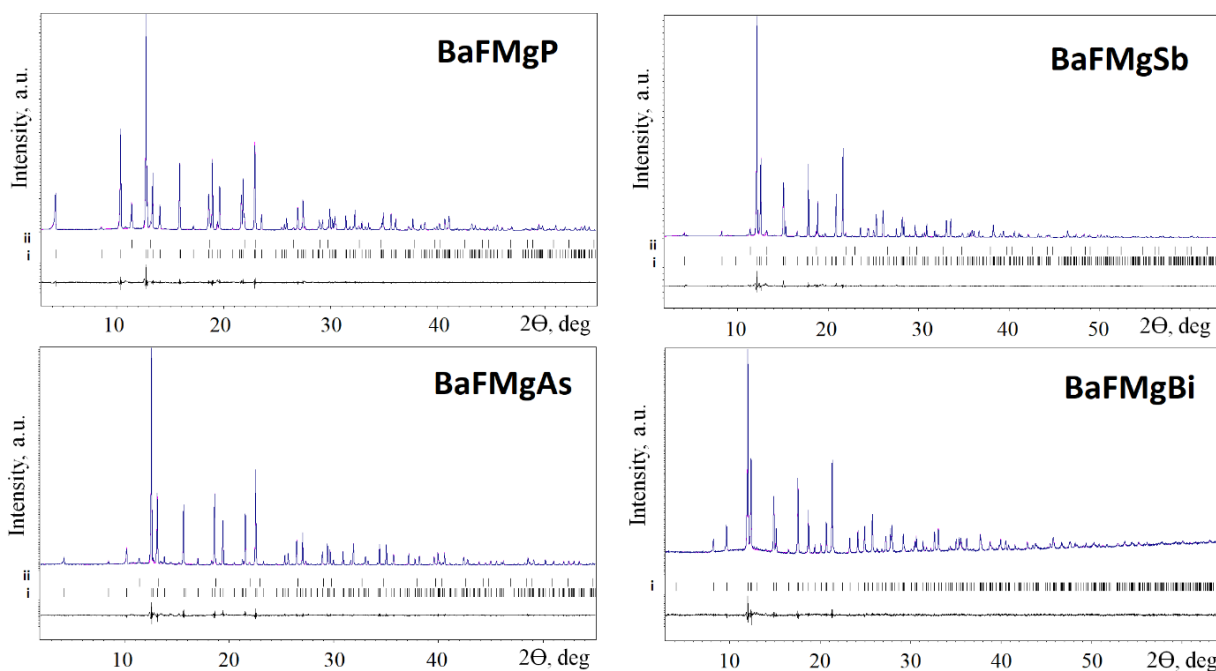 BaFMgP
Intensity, a.u.
ii
i
10 20 30 40 2Θ, deg
BaFMgSb
Intensity, a.u.
ii
i
10 20 30 40 50 2Θ, deg
BaFMgAs
Intensity, a.u.
ii
i
10 20 30 40 2Θ, deg
BaFMgBi
Intensity, a.u.
i
10 20 30 40 50 2Θ, deg